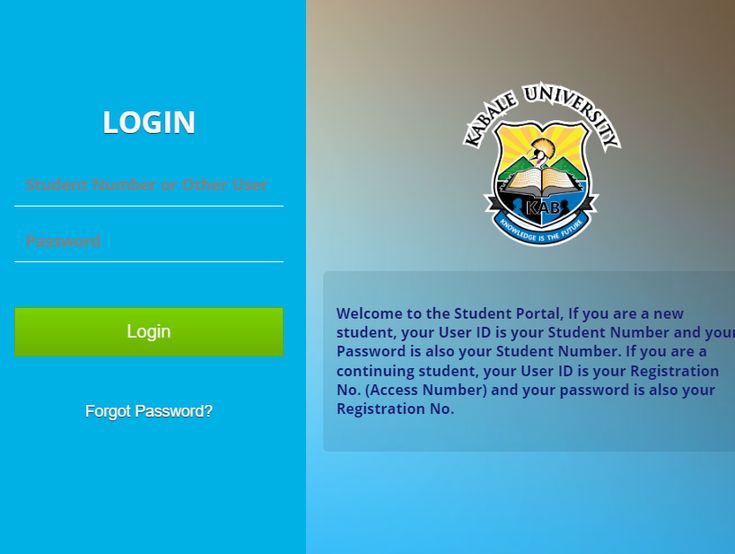 LOGIN
Student Number or Other User
Password
Login
Forgot Password?
KABALE UNIVERSITY
KAB
KNOWLEDGE IS THE FUTURE
Welcome to the Student Portal, If you are a new
student, your User ID is your Student Number and your
Password is also your Student Number. If you are a
continuing student, your User ID is your Registration
No. (Access Number) and your password is also your
Registration No.